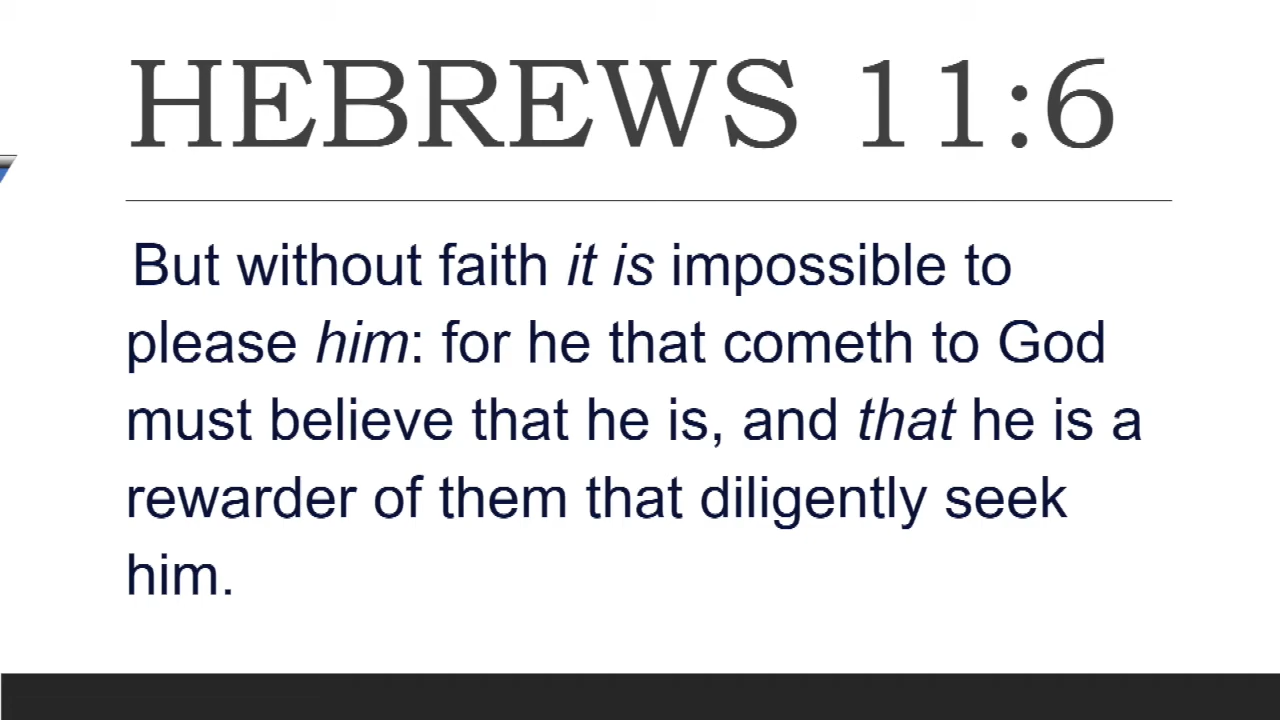 HEBREWS 11:6
But without faith it is impossible to
please him: for he that cometh to God
must believe that he is, and that he is a
rewarder of them that diligently seek
him.